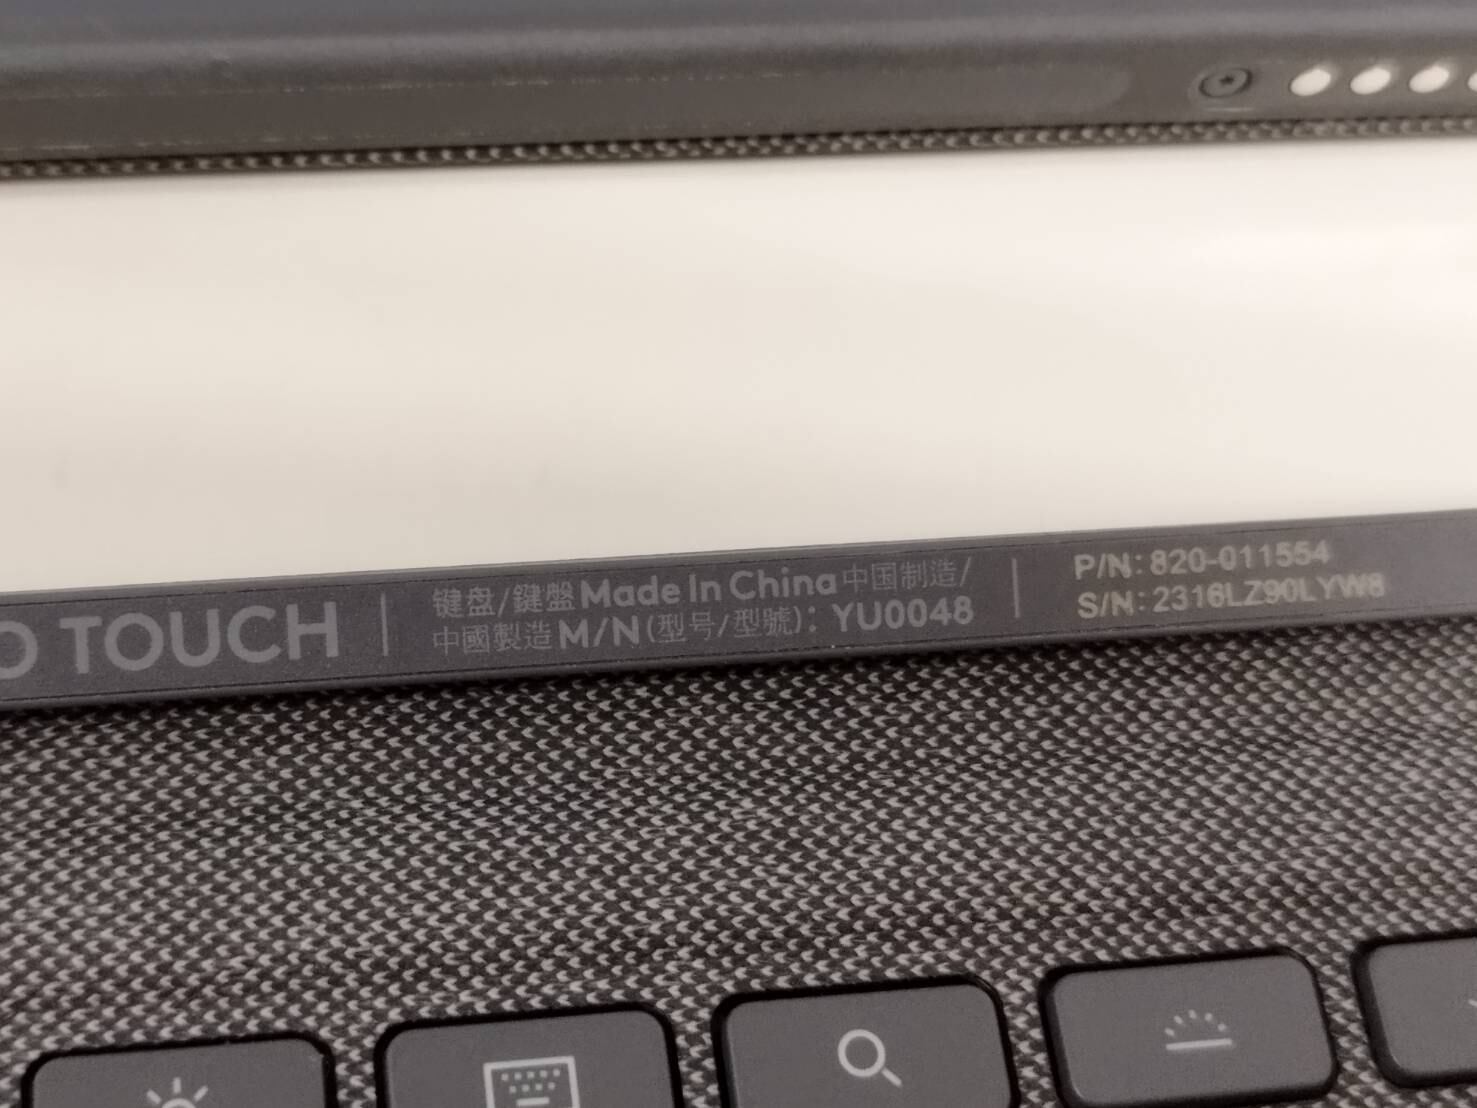 O TOUCH
键盘/鍵盤 Made In China 中国制造/
中國製造 M/N(型号/型號): YU0048
P/N: 820-011554
S/N: 2316LZ90LYW8